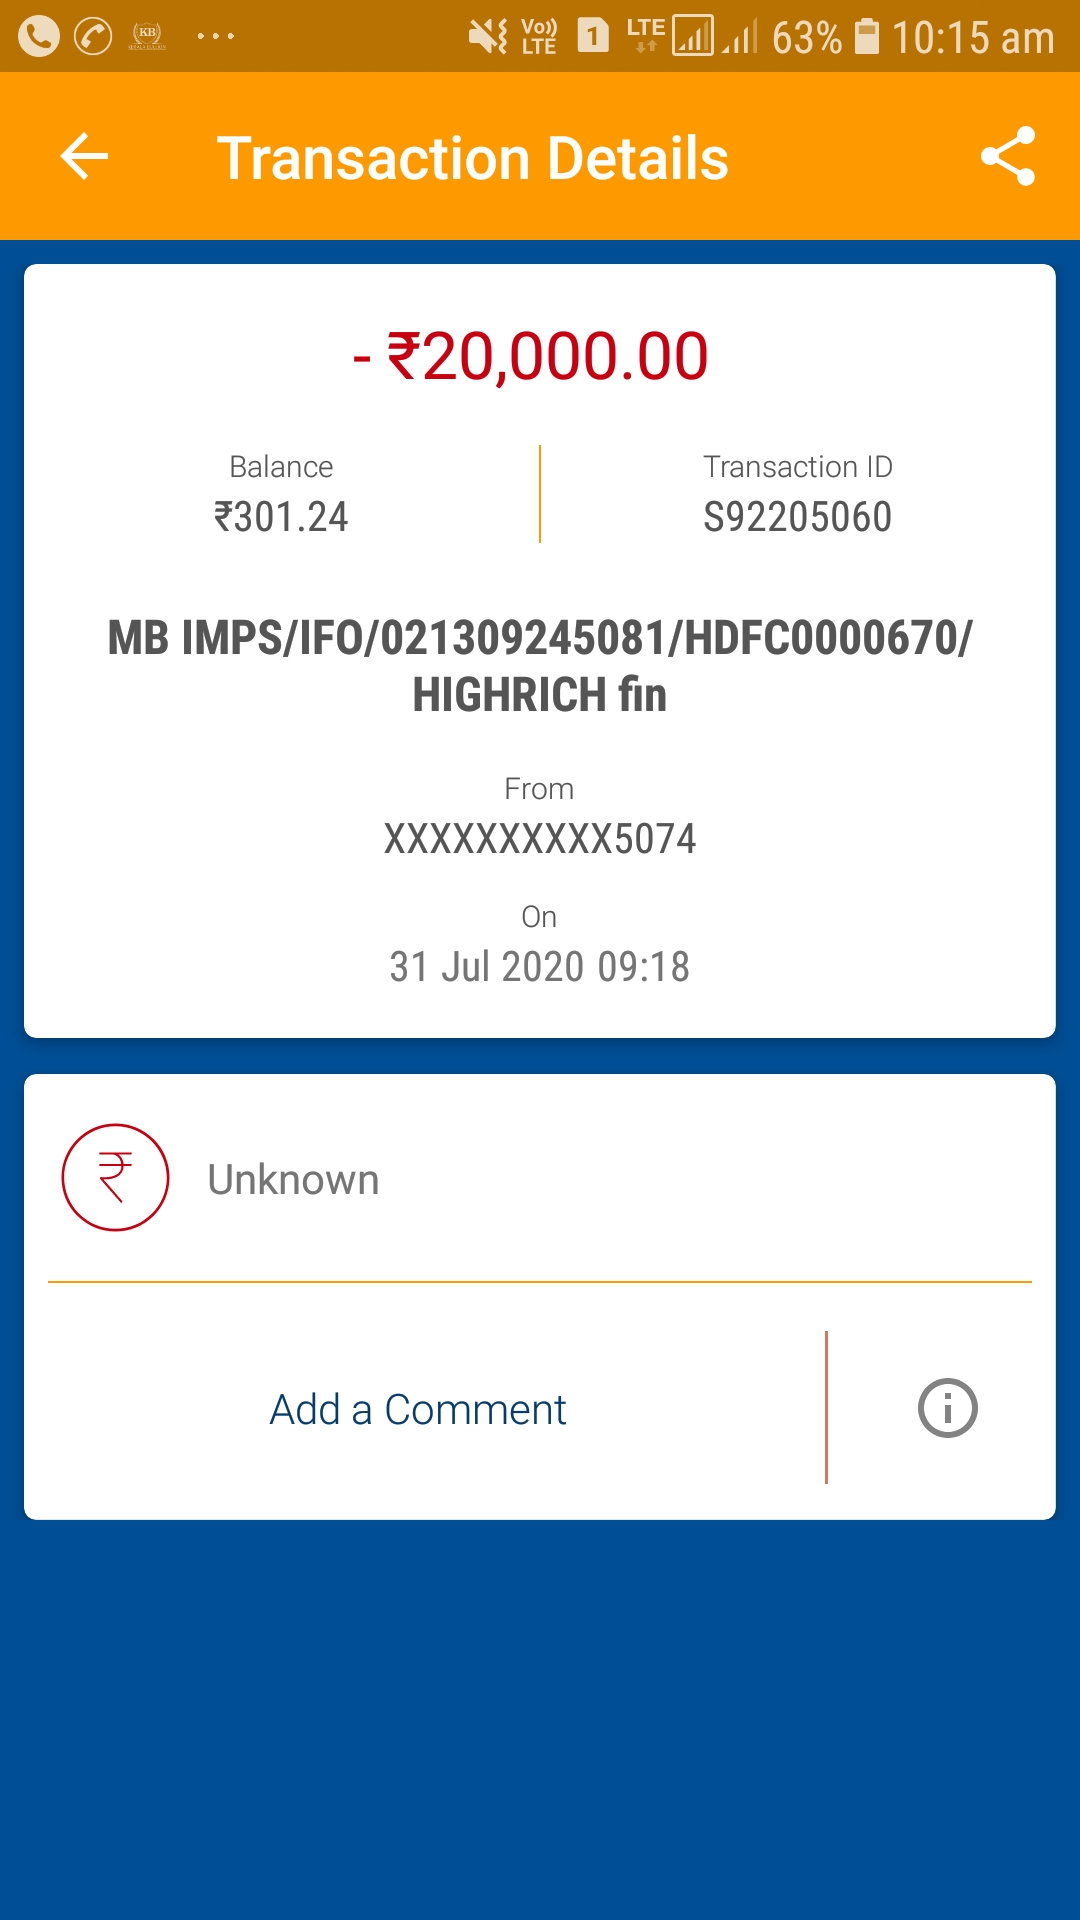 Vo)) LTE 1 LTE 63% 10:15 am
KB
Transaction Details
- ₹20,000.00
Balance
₹301.24
Transaction ID
S92205060
MB IMPS/IFO/021309245081/HDFC0000670/
HIGHRICH fin
From
XXXXXXXXXX5074
On
31 Jul 2020 09:18
₹ Unknown
Add a Comment